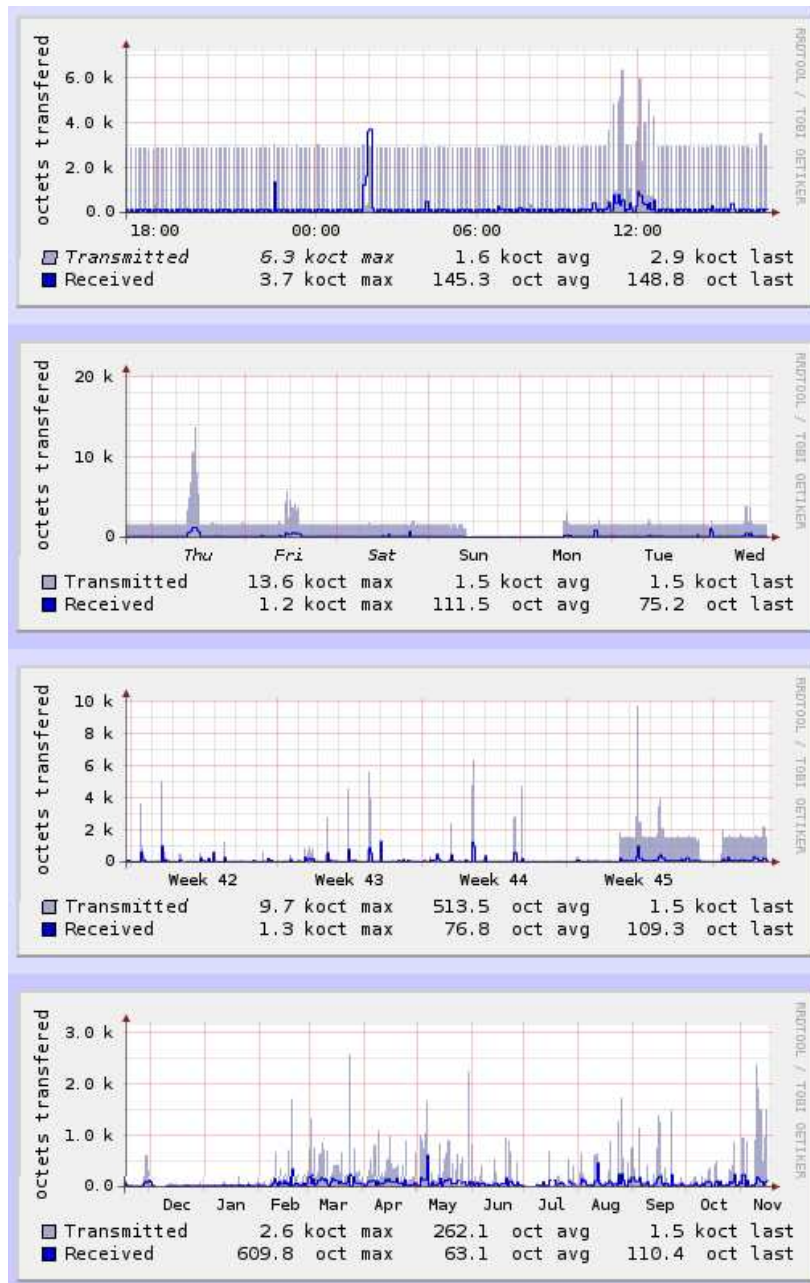 octets transfered
RRDTOOL / TOBI OETIKER
6.0 k
4.0 k
2.0 k
0.0
18:00 00:00 06:00 12:00
Transmitted 6.3 koct max 1.6 koct avg 2.9 koct last
Received 3.7 koct max 145.3 oct avg 148.8 oct last
octets transfered
RRDTOOL / TOBI OETIKER
20 k
10 k
0
Thu Fri Sat Sun Mon Tue Wed
Transmitted 13.6 koct max 1.5 koct avg 1.5 koct last
Received 1.2 koct max 111.5 oct avg 75.2 oct last
octets transfered
RRDTOOL / TOBI OETIKER
10 k
8 k
6 k
4 k
2 k
0
Week 42 Week 43 Week 44 Week 45
Transmitted 9.7 koct max 513.5 oct avg 1.5 koct last
Received 1.3 koct max 76.8 oct avg 109.3 oct last
octets transfered
RRDTOOL / TOBI OETIKER
3.0 k
2.0 k
1.0 k
0.0
Dec Jan Feb Mar Apr May Jun Jul Aug Sep Oct Nov
Transmitted 2.6 koct max 262.1 oct avg 1.5 koct last
Received 609.8 oct max 63.1 oct avg 110.4 oct last